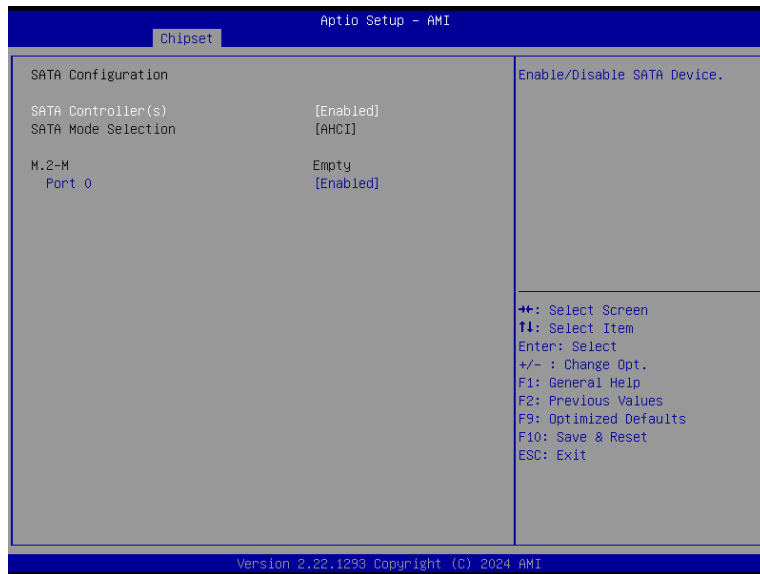 Aptio Setup – AMI
Chipset
SATA Configuration
SATA Controller(s) [Enabled]
SATA Mode Selection [AHCI]
M.2-M Empty
Port 0 [Enabled]
Enable/Disable SATA Device.
→←: Select Screen
↑↓: Select Item
Enter: Select
+/- : Change Opt.
F1: General Help
F2: Previous Values
F9: Optimized Defaults
F10: Save & Reset
ESC: Exit
Version 2.22.1293 Copyright (C) 2024 AMI